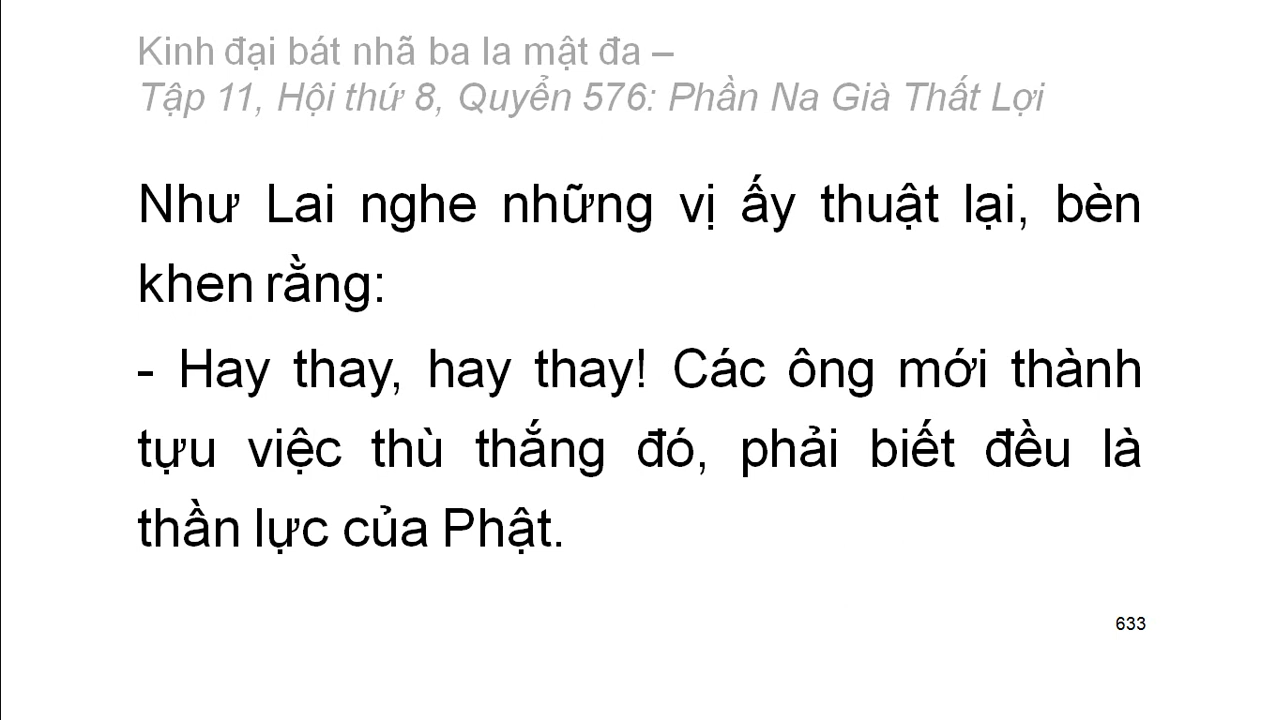 Kinh đại bát nhã ba la mật đa –
Tập 11, Hội thứ 8, Quyển 576: Phần Na Già Thất Lợi
Như Lai nghe những vị ấy thuật lại, bèn
khen rằng:
- Hay thay, hay thay! Các ông mới thành
tựu việc thù thắng đó, phải biết đều là
thần lực của Phật.
633